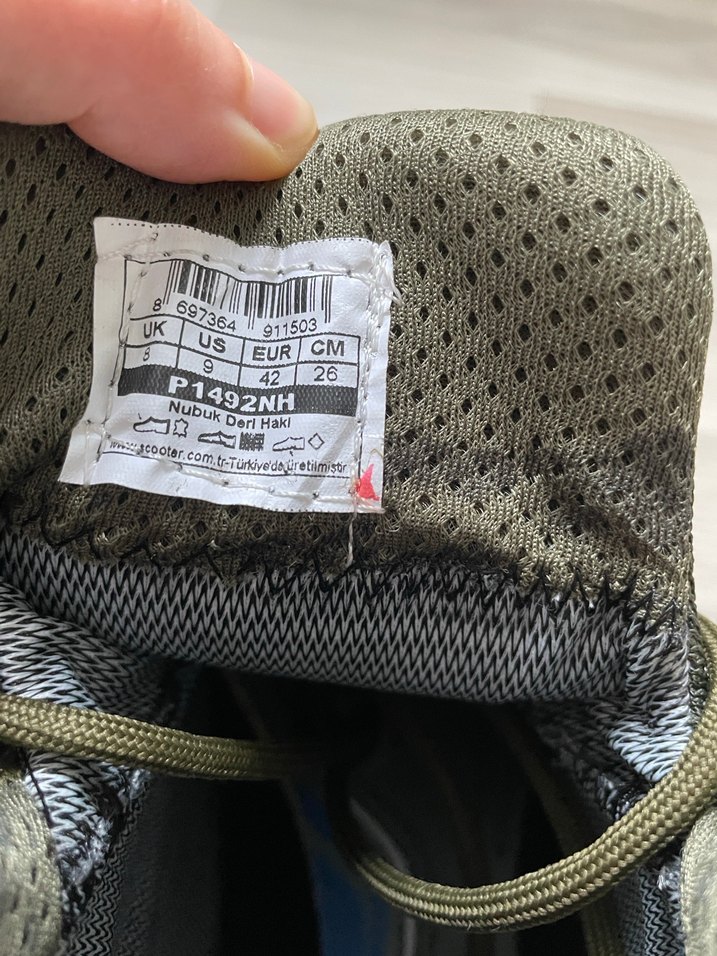 8 697364 911503
UK US EUR CM
8 9 42 26
P1492NH
Nubuk Deri Haki
www.scooter.com.tr-Türkiye'de üretilmiştir